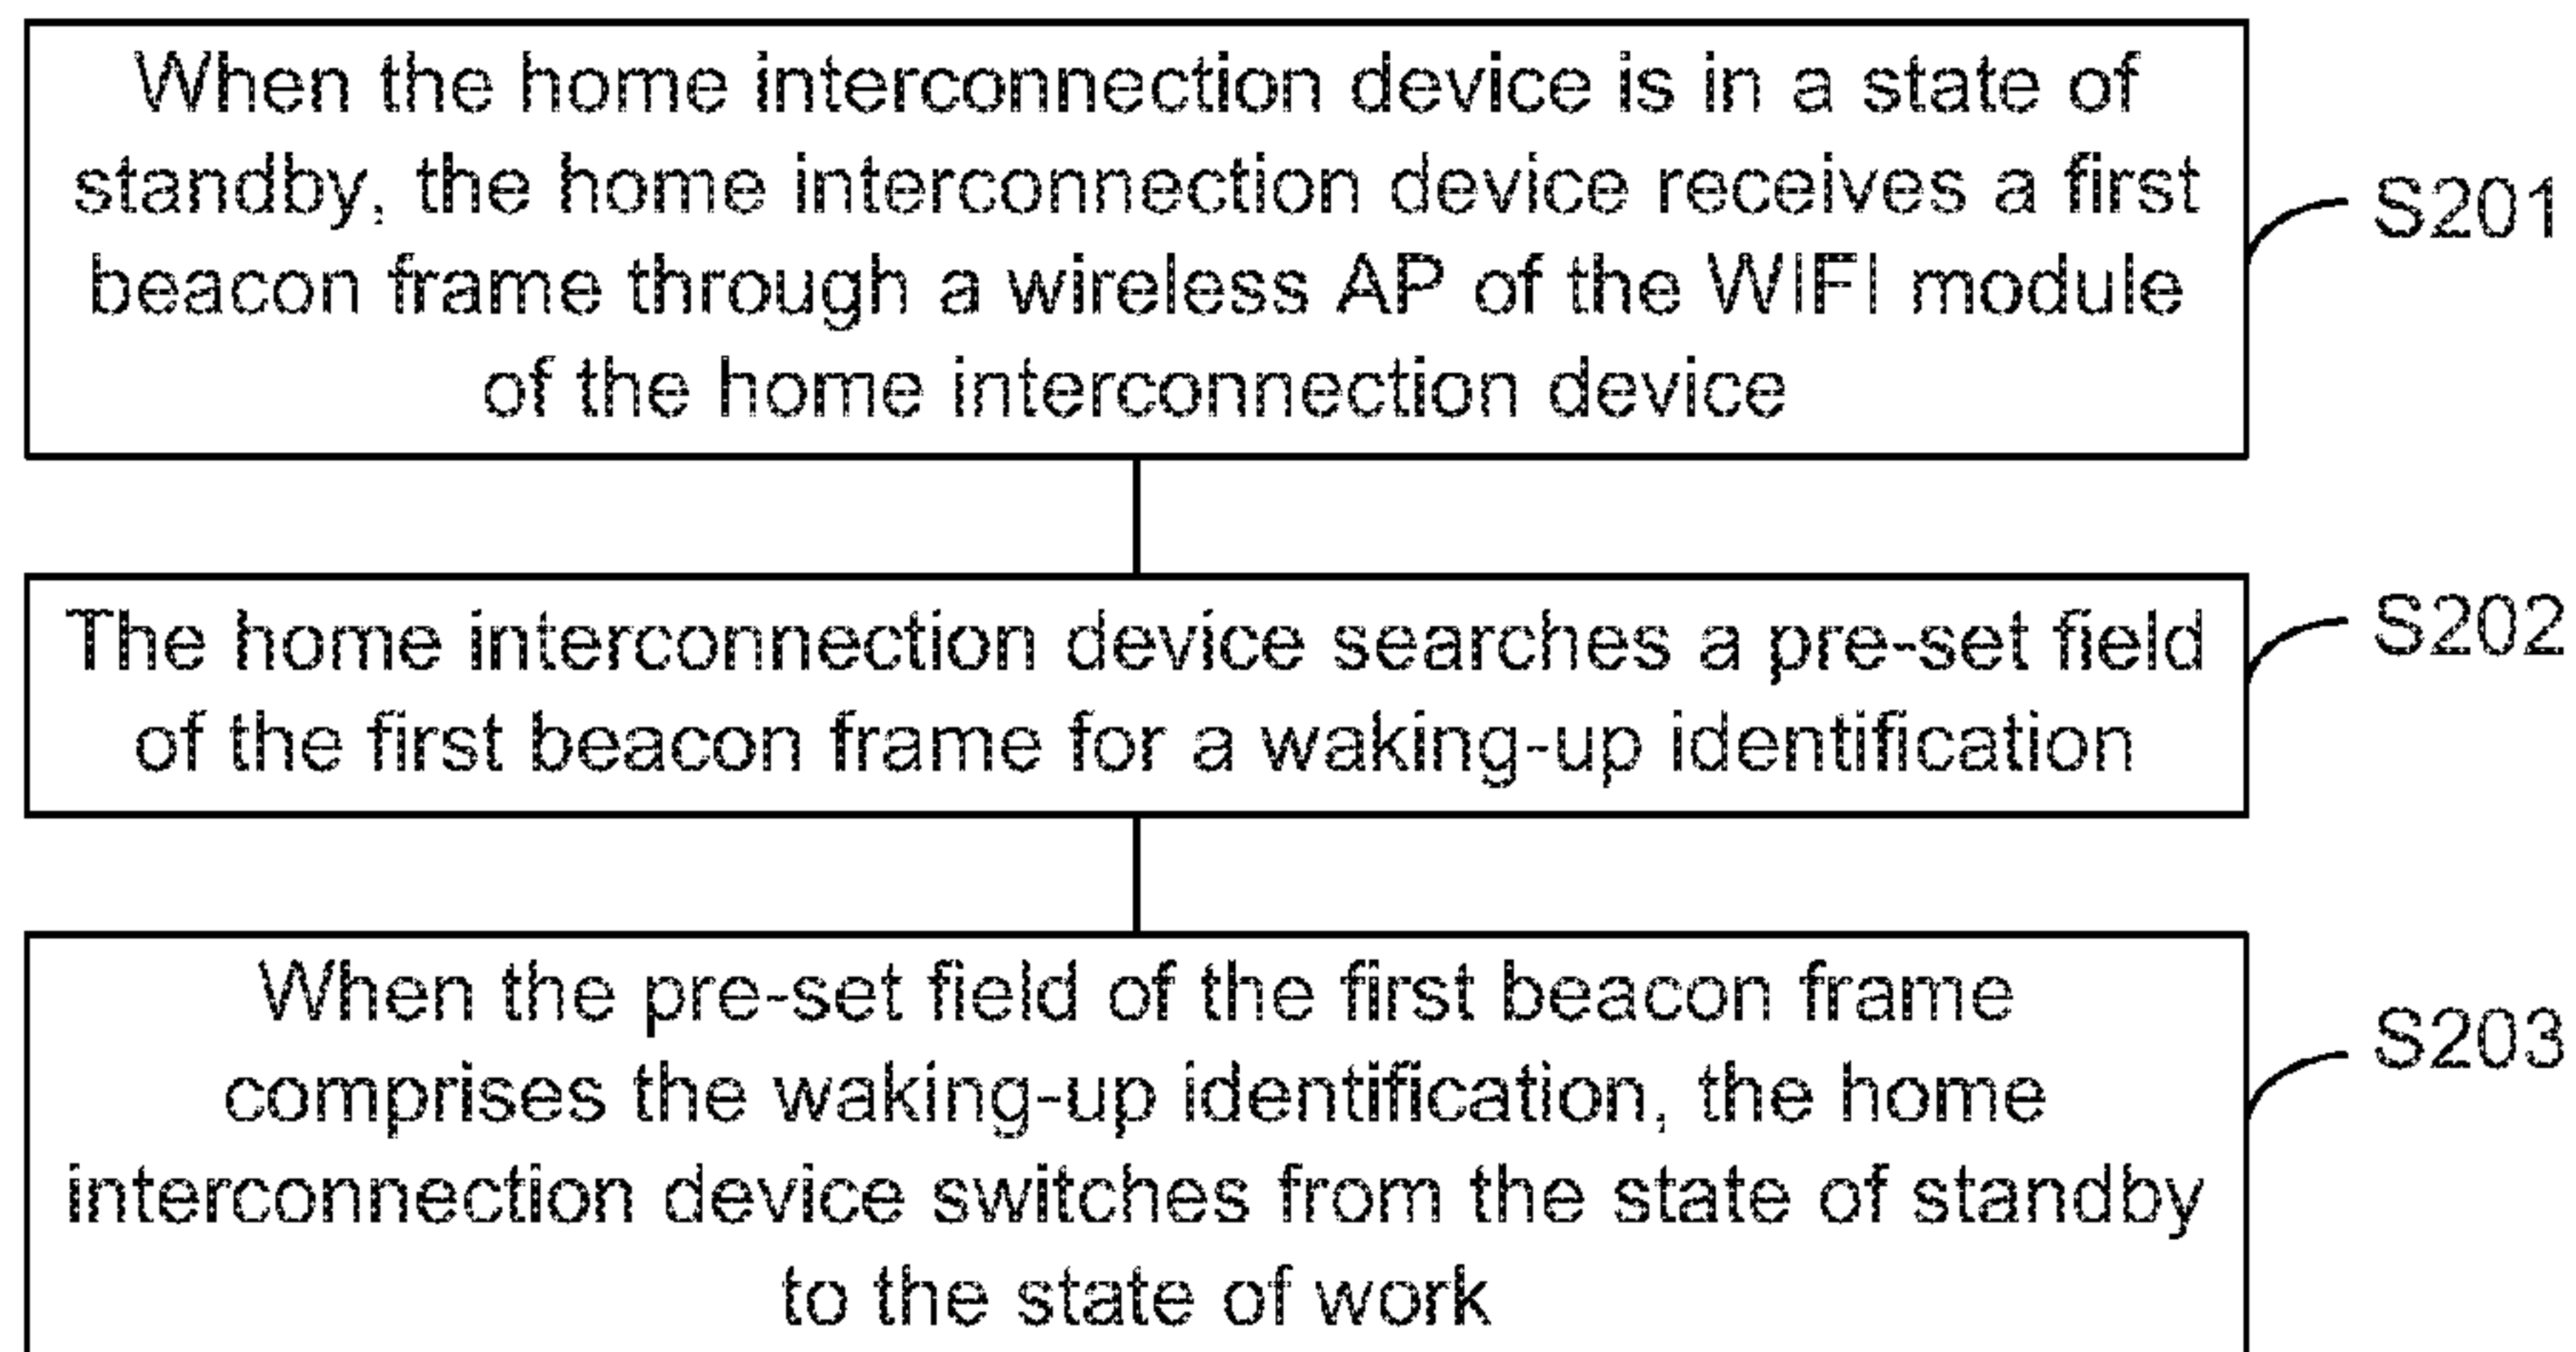 When the home interconnection device is in a state of
standby, the home interconnection device receives a first
beacon frame through a wireless AP of the WIFI module
of the home interconnection device
S201
The home interconnection device searches a pre-set field
of the first beacon frame for a waking-up identification
S202
When the pre-set field of the first beacon frame
comprises the waking-up identification, the home
interconnection device switches from the state of standby
to the state of work
S203